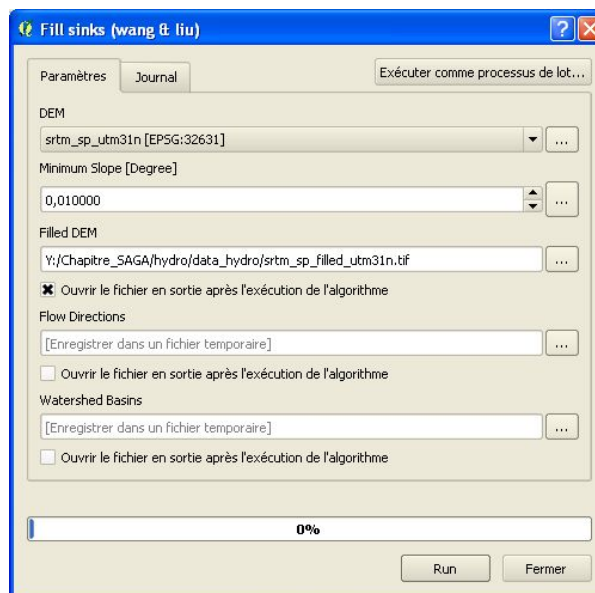 Fill sinks (wang & liu)
Paramètres
Journal
Exécuter comme processus de lot...
DEM
srtm_sp_utm31n [EPSG:32631]
...
Minimum Slope [Degree]
0,010000
...
Filled DEM
Y:/Chapitre_SAGA/hydro/data_hydro/srtm_sp_filled_utm31n.tif
...
Ouvrir le fichier en sortie après l'exécution de l'algorithme
Flow Directions
[Enregistrer dans un fichier temporaire]
...
Ouvrir le fichier en sortie après l'exécution de l'algorithme
Watershed Basins
[Enregistrer dans un fichier temporaire]
...
Ouvrir le fichier en sortie après l'exécution de l'algorithme
0%
Run
Fermer